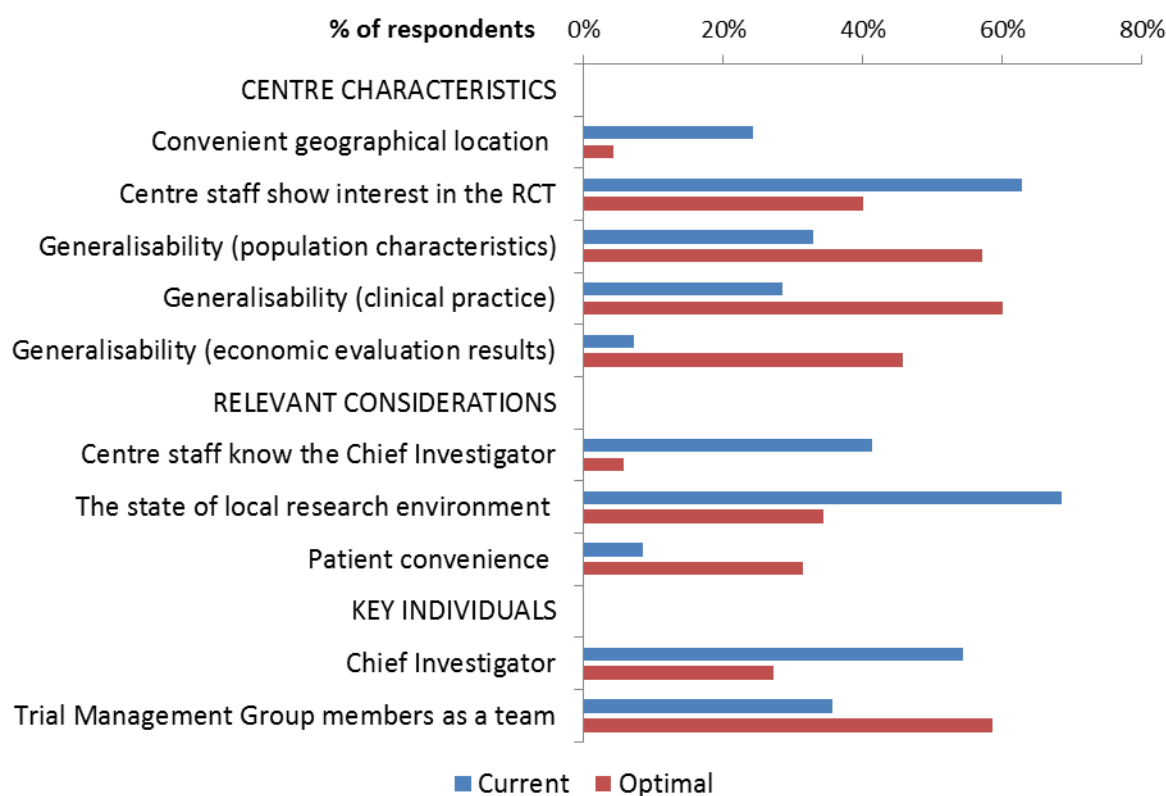 % of respondents 0% 20% 40% 60% 80%
CENTRE CHARACTERISTICS
Convenient geographical location
Centre staff show interest in the RCT
Generalisability (population characteristics)
Generalisability (clinical practice)
Generalisability (economic evaluation results)
RELEVANT CONSIDERATIONS
Centre staff know the Chief Investigator
The state of local research environment
Patient convenience
KEY INDIVIDUALS
Chief Investigator
Trial Management Group members as a team
Current Optimal